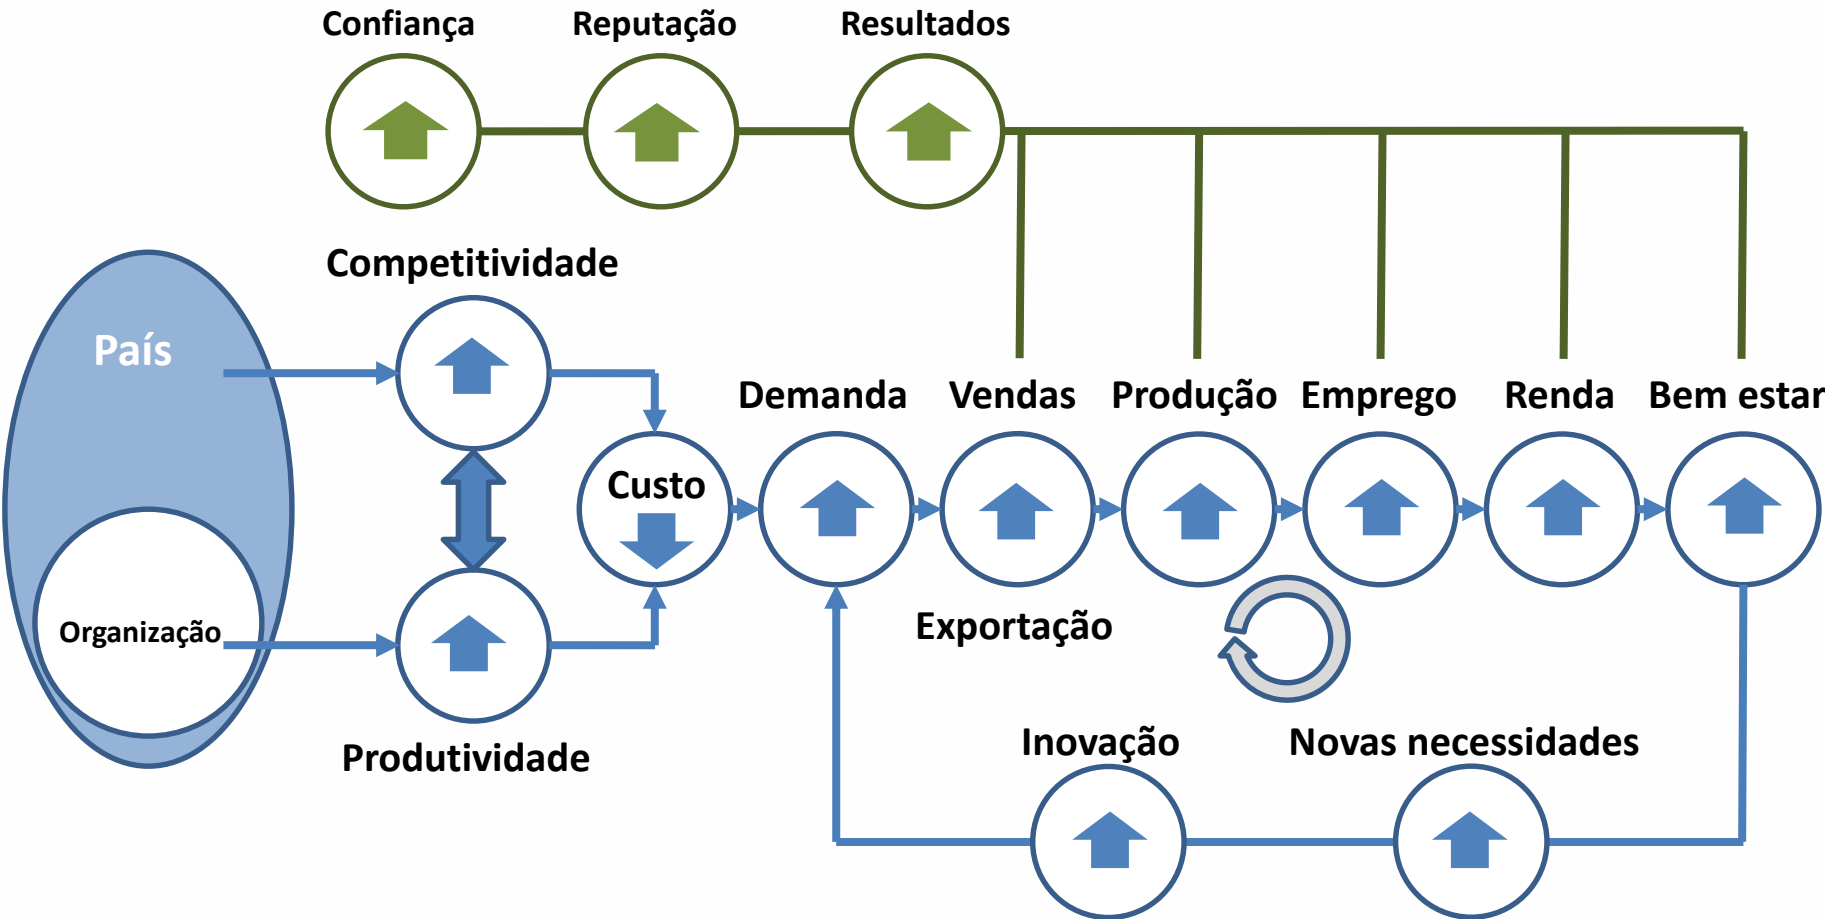 Confiança
Reputação
Resultados
Competitividade
País
Demanda
Vendas
Produção
Emprego
Renda
Bem estar
Custo
Organização
Exportação
Produtividade
Inovação
Novas necessidades